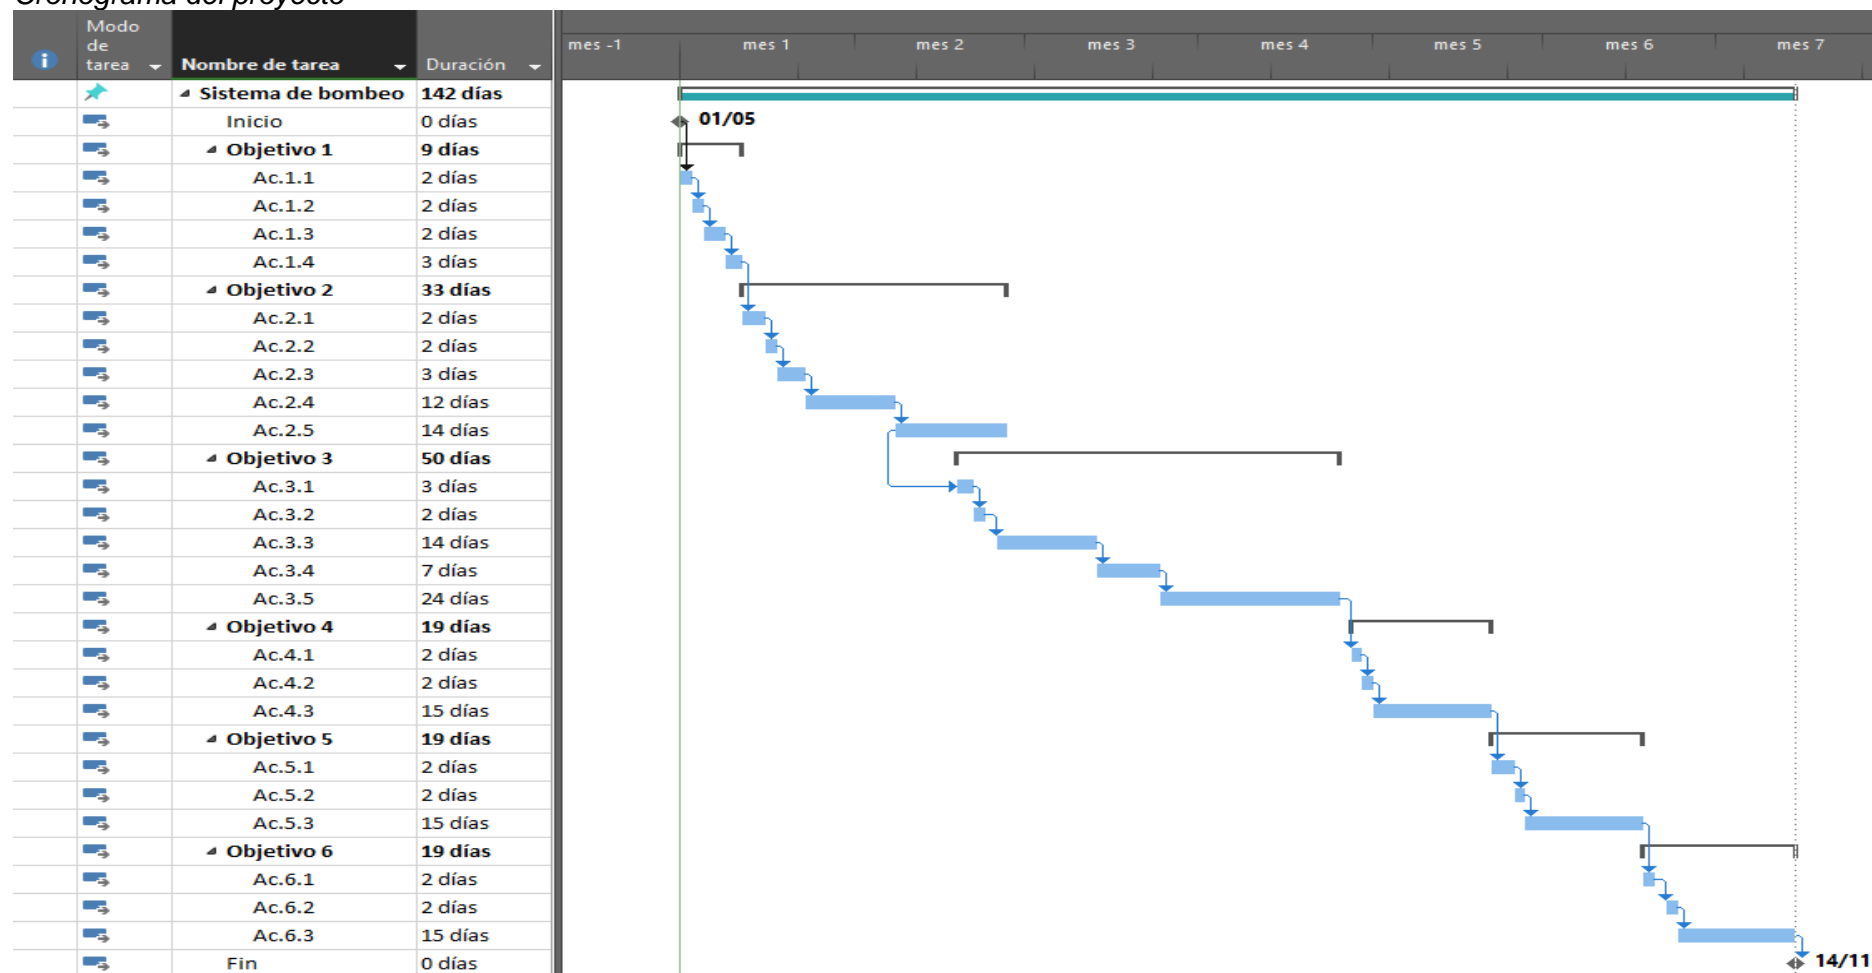 Cronograma del proyecto
Modo de tarea Nombre de tarea Duración mes -1 mes 1 mes 2 mes 3 mes 4 mes 5 mes 6 mes 7
Sistema de bombeo 142 días
Inicio 0 días 01/05
Objetivo 1 9 días
Ac.1.1 2 días
Ac.1.2 2 días
Ac.1.3 2 días
Ac.1.4 3 días
Objetivo 2 33 días
Ac.2.1 2 días
Ac.2.2 2 días
Ac.2.3 3 días
Ac.2.4 12 días
Ac.2.5 14 días
Objetivo 3 50 días
Ac.3.1 3 días
Ac.3.2 2 días
Ac.3.3 14 días
Ac.3.4 7 días
Ac.3.5 24 días
Objetivo 4 19 días
Ac.4.1 2 días
Ac.4.2 2 días
Ac.4.3 15 días
Objetivo 5 19 días
Ac.5.1 2 días
Ac.5.2 2 días
Ac.5.3 15 días
Objetivo 6 19 días
Ac.6.1 2 días
Ac.6.2 2 días
Ac.6.3 15 días
Fin 0 días 14/11